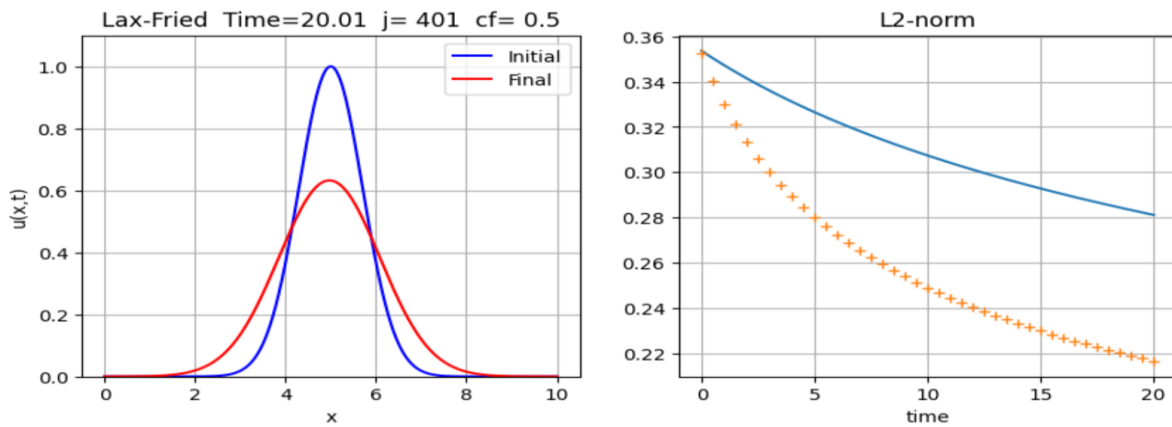 Lax-Fried Time=20.01 j= 401 cf= 0.5
Initial
Final
u(x,t)
1.0
0.8
0.6
0.4
0.2
0.0
0 2 4 6 8 10
x
L2-norm
0.36
0.34
0.32
0.30
0.28
0.26
0.24
0.22
0 5 10 15 20
time